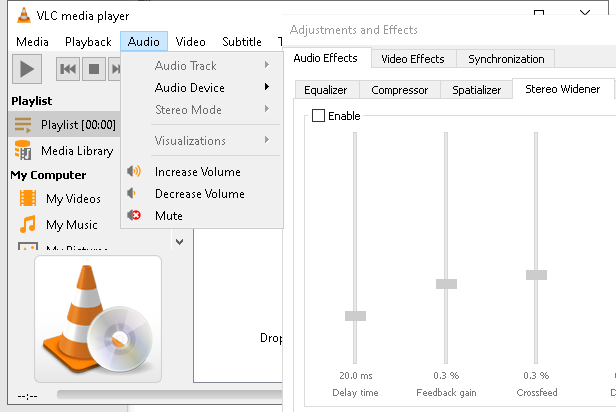 VLC media player
Media Playback Audio Video Subtitle
Audio Track
Audio Device
Stereo Mode
Visualizations
Increase Volume
Decrease Volume
Mute
Playlist
Playlist [00:00]
Media Library
My Computer
My Videos
My Music
Drop
--:--
Adjustments and Effects
Audio Effects Video Effects Synchronization
Equalizer Compressor Spatializer Stereo Widener
Enable
20.0 ms 0.3 % 0.3 %
Delay time Feedback gain Crossfeed